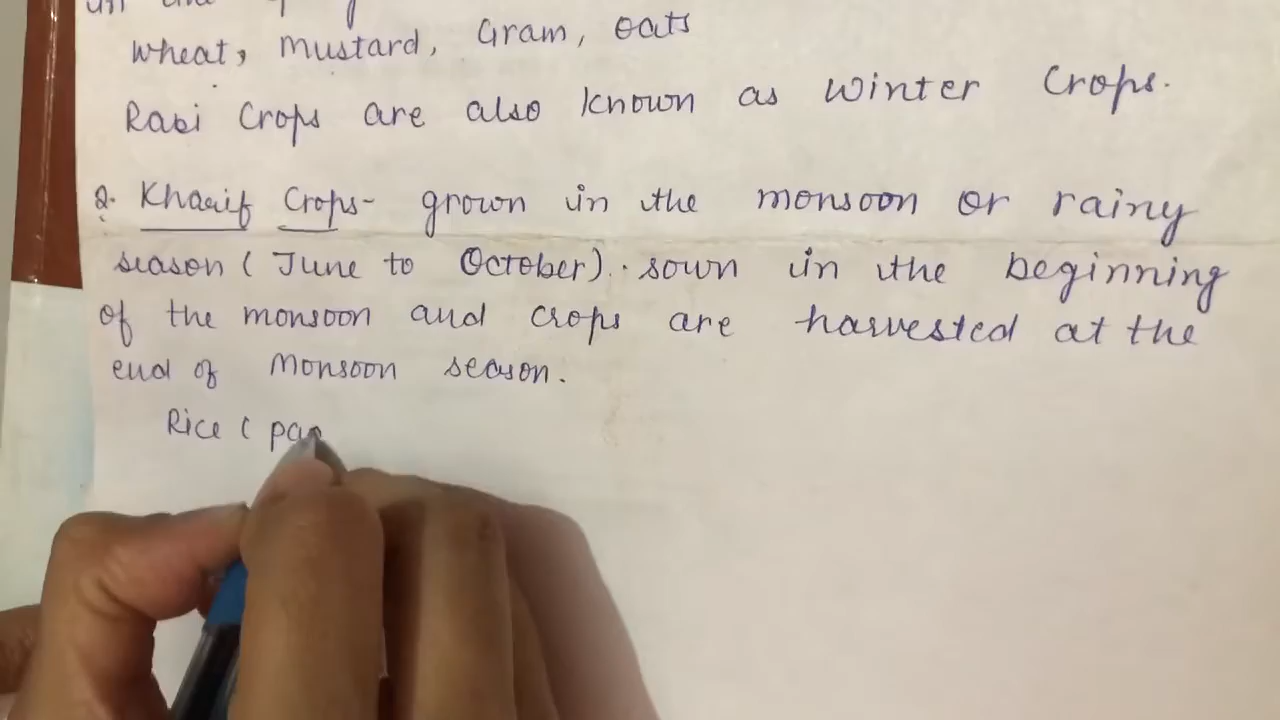 wheat, mustard, Gram, oats
Rabi Crops are also known as winter Crops.
2. Kharif Crops- grown in the monsoon or rainy
season ( June to October). sown in the beginning
of the monsoon and crops are harvested at the
end of monsoon season.
Rice ( pa